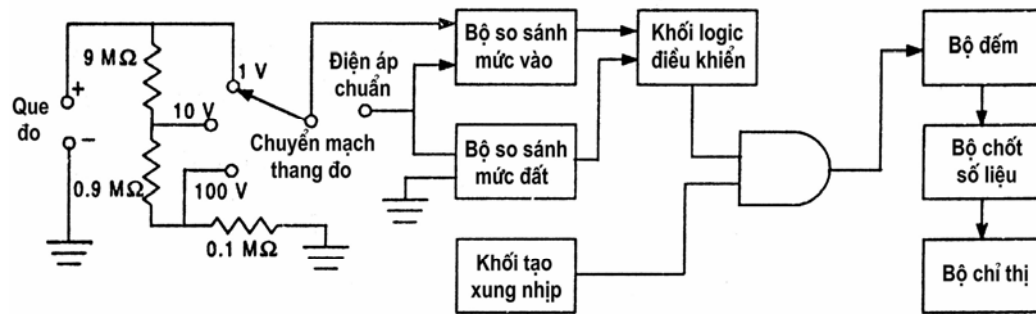 9 MΩ
Que
đo
+
–
0.9 MΩ
10 V
1 V
100 V
0.1 MΩ
Chuyển mạch
thang đo
Điện áp
chuẩn
Bộ so sánh
mức vào
Bộ so sánh
mức đất
Khối tạo
xung nhịp
Khối logic
điều khiển
Bộ đếm
Bộ chốt
số liệu
Bộ chỉ thị